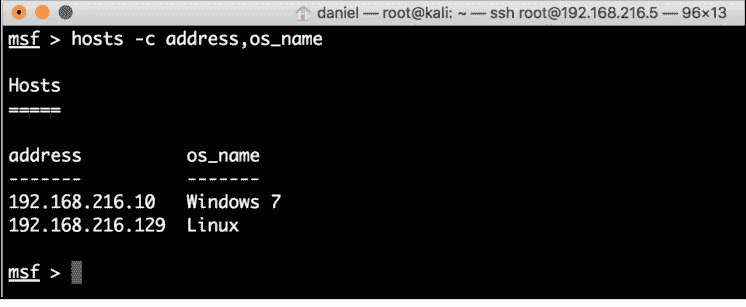 daniel — root@kali: ~ — ssh root@192.168.216.5 — 96×13
msf > hosts -c address,os_name
Hosts
=====
address os_name
------- -------
192.168.216.10 Windows 7
192.168.216.129 Linux
msf >